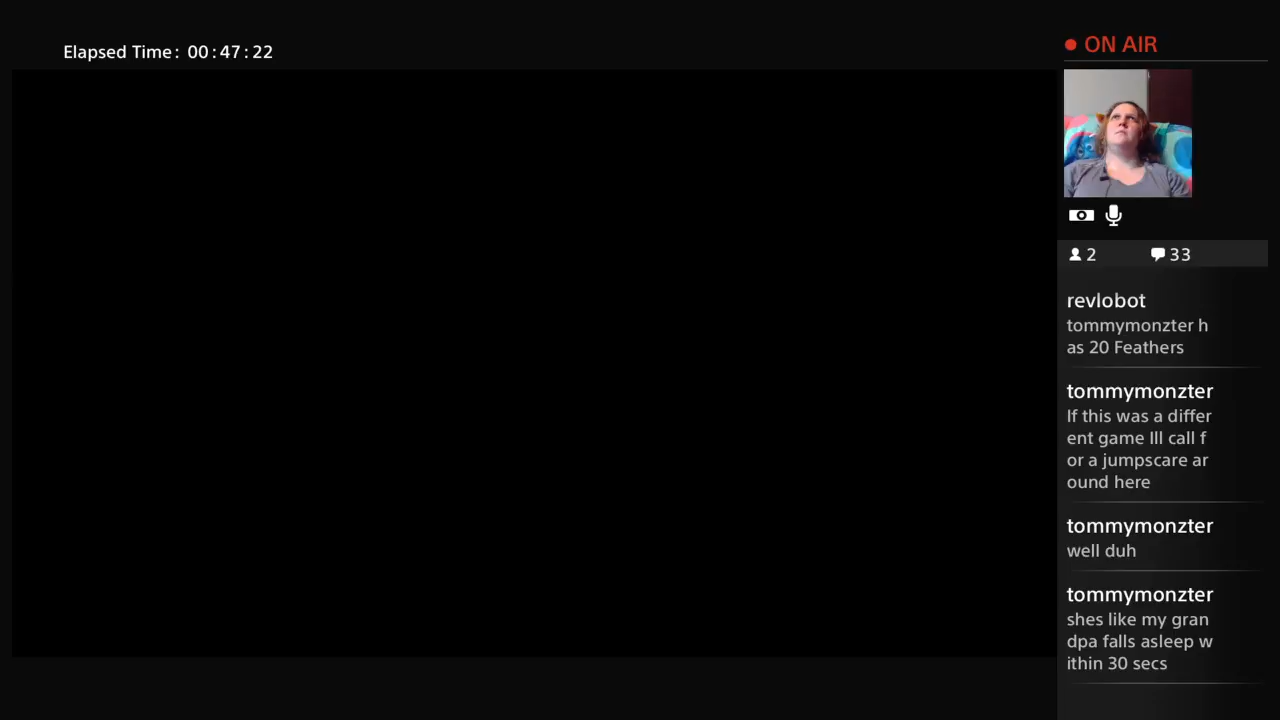 Elapsed Time: 00:47:22
ON AIR
2 33
revlobot
tommymonzter h
as 20 Feathers
tommymonzter
If this was a differ
ent game Ill call f
or a jumpscare ar
ound here
tommymonzter
well duh
tommymonzter
shes like my gran
dpa falls asleep w
ithin 30 secs